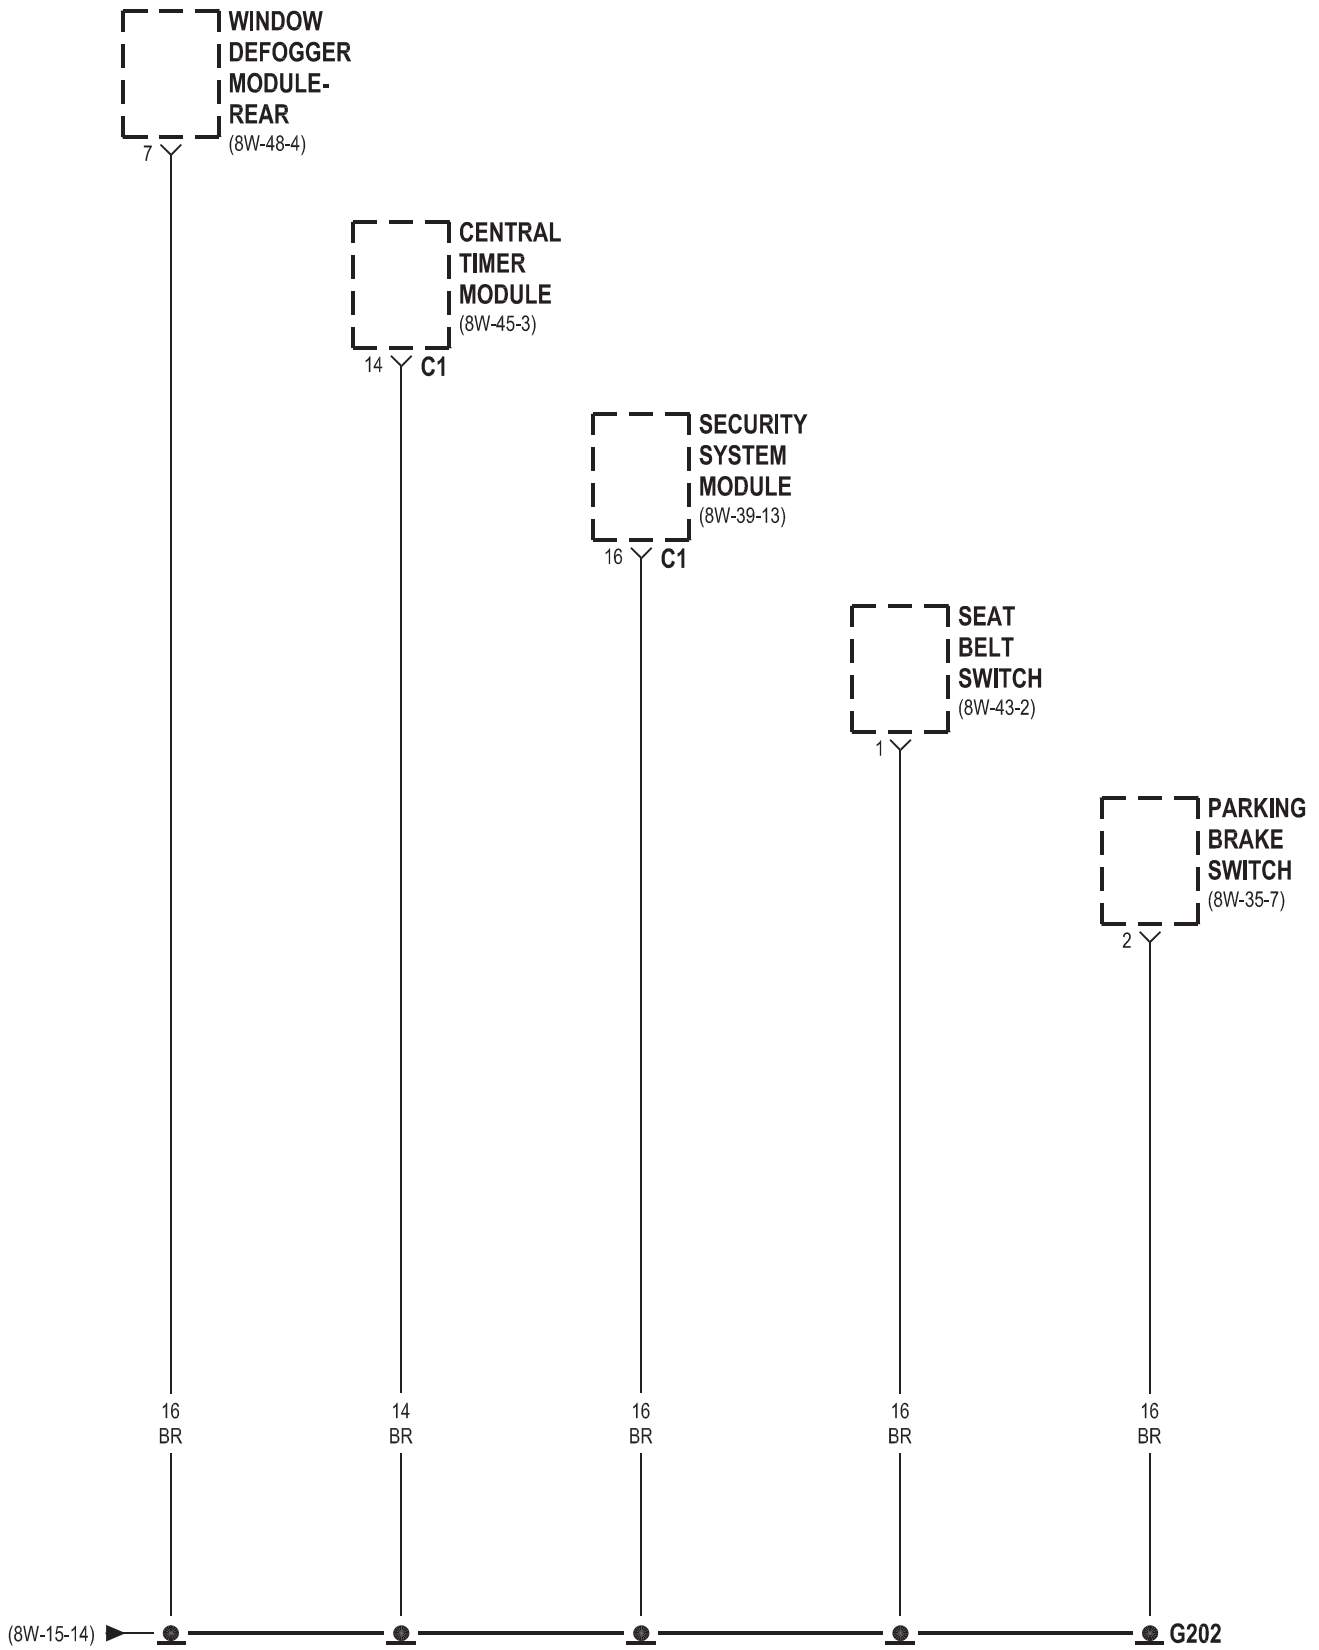 WINDOW
DEFOGGER
MODULE-
REAR
(8W-48-4)
7
CENTRAL
TIMER
MODULE
(8W-45-3)
14 C1
SECURITY
SYSTEM
MODULE
(8W-39-13)
16 C1
SEAT
BELT
SWITCH
(8W-43-2)
1
PARKING
BRAKE
SWITCH
(8W-35-7)
2
16 14 16 16 16
BR BR BR BR BR
(8W-15-14) G202